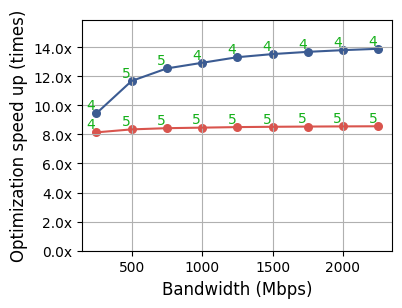 Optimization speed up (times)
14.0x
12.0x
10.0x
8.0x
6.0x
4.0x
2.0x
0.0x
4 5 5 4 4 4 4 4 4
4 5 5 5 5 5 5 5 5
500 1000 1500 2000
Bandwidth (Mbps)